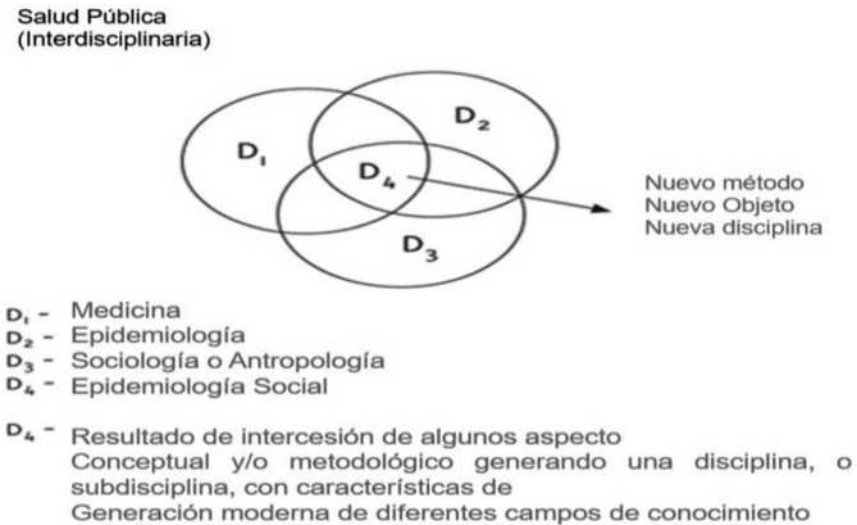 Salud Pública
(Interdisciplinaria)
D₁
D₂
D₄
D₃
Nuevo método
Nuevo Objeto
Nueva disciplina
D₁ - Medicina
D₂ - Epidemiología
D₃ - Sociología o Antropología
D₄ - Epidemiología Social
D₄ - Resultado de intercesión de algunos aspecto
Conceptual y/o metodológico generando una disciplina, o
subdisciplina, con características de
Generación moderna de diferentes campos de conocimiento